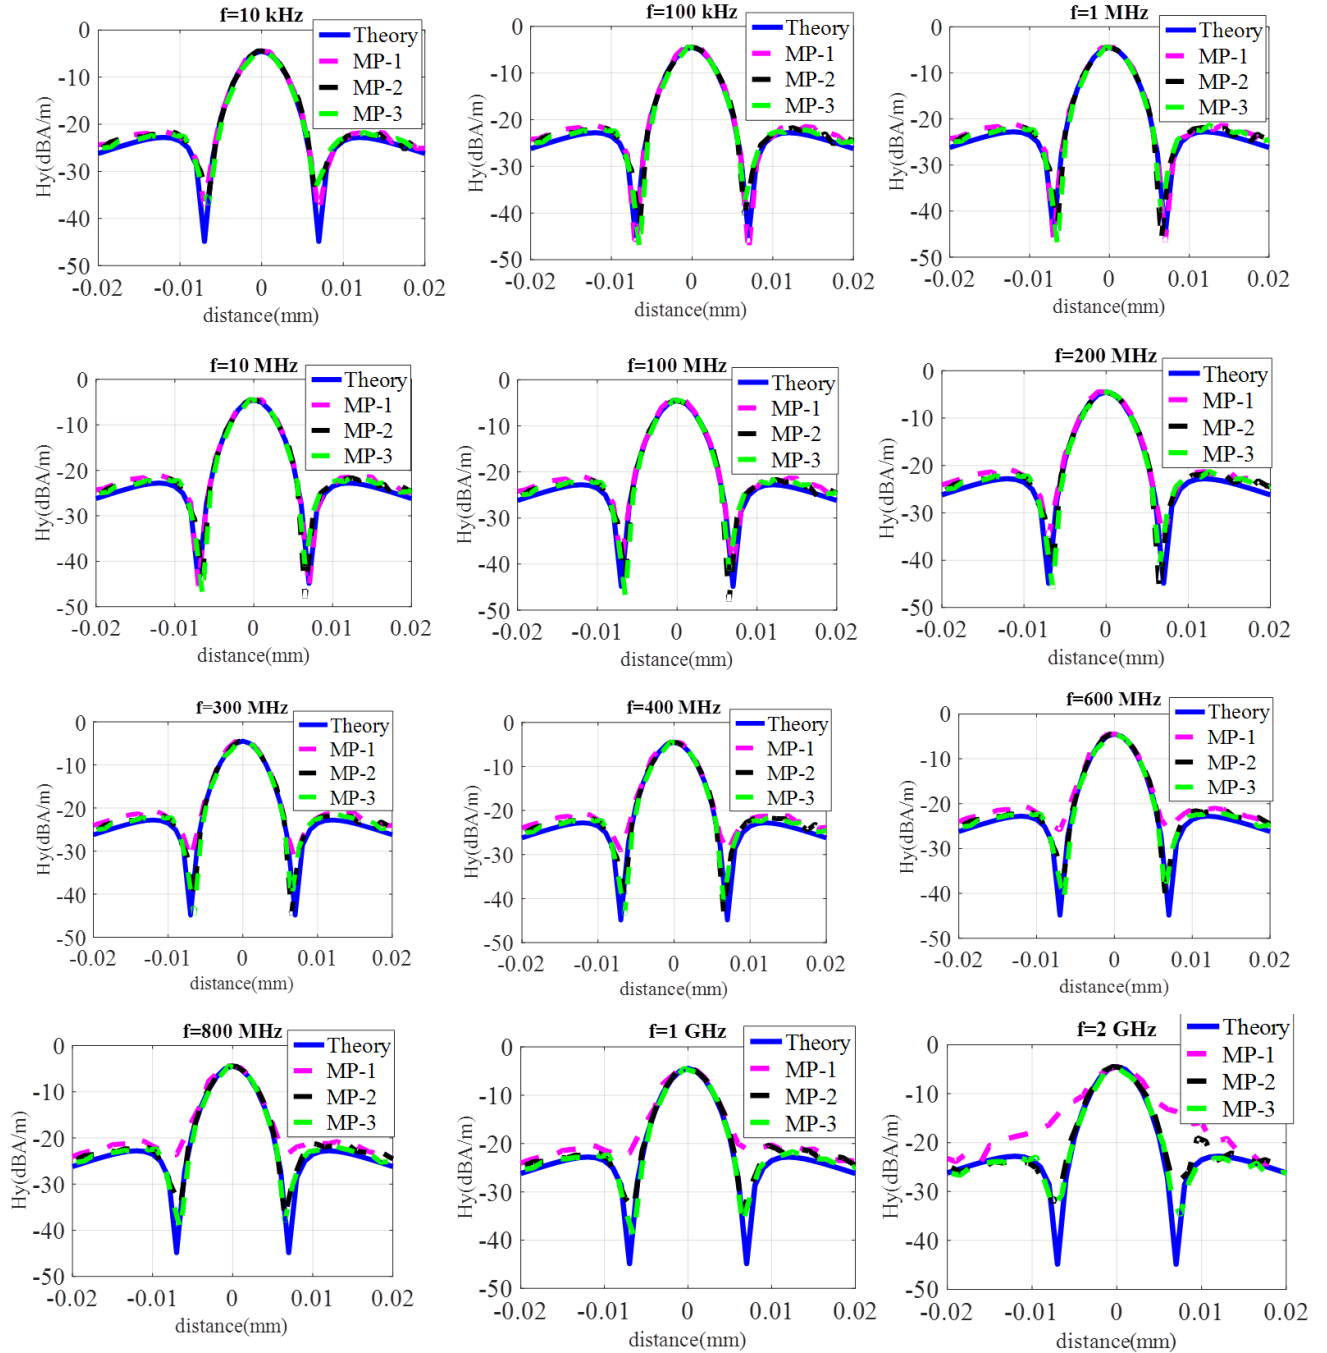 f=10 kHz
Theory
MP-1
MP-2
MP-3
Hy(dBA/m)
0
-10
-20
-30
-40
-50
-0.02 -0.01 0 0.01 0.02
distance(mm)
f=100 kHz
Theory
MP-1
MP-2
MP-3
Hy(dBA/m)
0
-10
-20
-30
-40
-50
-0.02 -0.01 0 0.01 0.02
distance(mm)
f=1 MHz
Theory
MP-1
MP-2
MP-3
Hy(dBA/m)
0
-10
-20
-30
-40
-50
-0.02 -0.01 0 0.01 0.02
distance(mm)
f=10 MHz
Theory
MP-1
MP-2
MP-3
Hy(dBA/m)
0
-10
-20
-30
-40
-50
-0.02 -0.01 0 0.01 0.02
distance(mm)
f=100 MHz
Theory
MP-1
MP-2
MP-3
Hy(dBA/m)
0
-10
-20
-30
-40
-50
-0.02 -0.01 0 0.01 0.02
distance(mm)
f=200 MHz
Theory
MP-1
MP-2
MP-3
Hy(dBA/m)
0
-10
-20
-30
-40
-50
-0.02 -0.01 0 0.01 0.02
distance(mm)
f=300 MHz
Theory
MP-1
MP-2
MP-3
Hy(dBA/m)
0
-10
-20
-30
-40
-50
-0.02 -0.01 0 0.01 0.02
distance(mm)
f=400 MHz
Theory
MP-1
MP-2
MP-3
Hy(dBA/m)
0
-10
-20
-30
-40
-50
-0.02 -0.01 0 0.01 0.02
distance(mm)
f=600 MHz
Theory
MP-1
MP-2
MP-3
Hy(dBA/m)
0
-10
-20
-30
-40
-50
-0.02 -0.01 0 0.01 0.02
distance(mm)
f=800 MHz
Theory
MP-1
MP-2
MP-3
Hy(dBA/m)
0
-10
-20
-30
-40
-50
-0.02 -0.01 0 0.01 0.02
distance(mm)
f=1 GHz
Theory
MP-1
MP-2
MP-3
Hy(dBA/m)
0
-10
-20
-30
-40
-50
-0.02 -0.01 0 0.01 0.02
distance(mm)
f=2 GHz
Theory
MP-1
MP-2
MP-3
Hy(dBA/m)
0
-10
-20
-30
-40
-50
-0.02 -0.01 0 0.01 0.02
distance(mm)